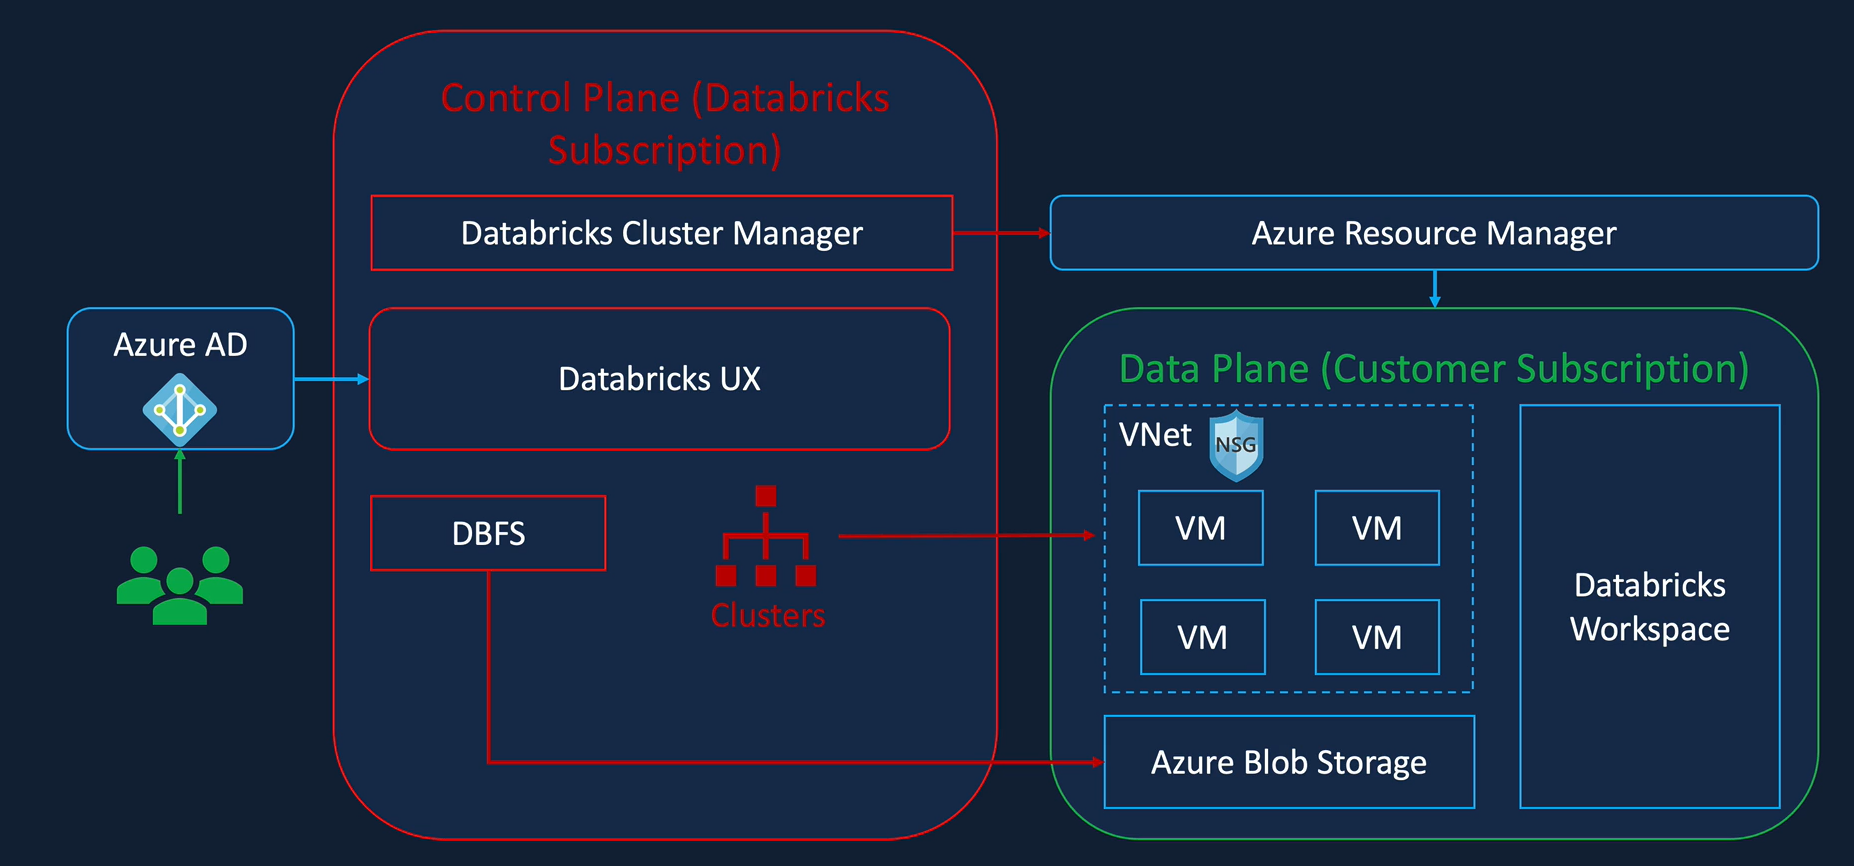 Control Plane (Databricks
Subscription)
Databricks Cluster Manager
Azure Resource Manager
Azure AD
Databricks UX
Data Plane (Customer Subscription)
VNet
NSG
DBFS
VM
VM
Clusters
VM
VM
Databricks
Workspace
Azure Blob Storage